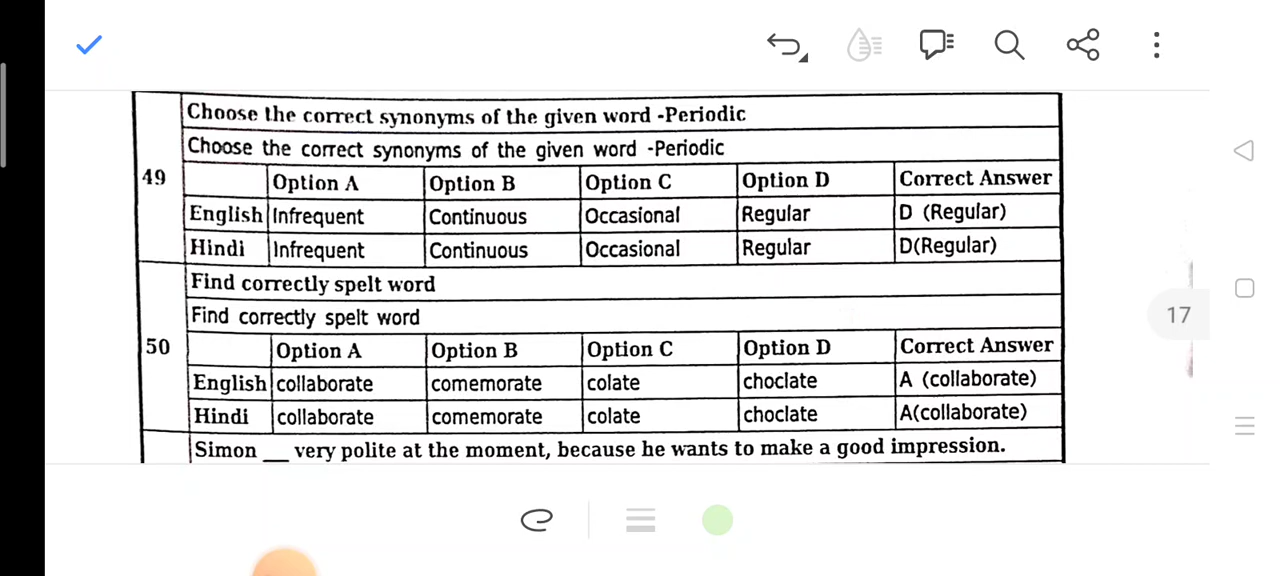 Choose the correct synonyms of the given word -Periodic
Choose the correct synonyms of the given word -Periodic
49
Option A Option B Option C Option D Correct Answer
English Infrequent Continuous Occasional Regular D (Regular)
Hindi Infrequent Continuous Occasional Regular D(Regular)
Find correctly spelt word
Find correctly spelt word
50
Option A Option B Option C Option D Correct Answer
English collaborate comemorate colate choclate A (collaborate)
Hindi collaborate comemorate colate choclate A(collaborate)
Simon __ very polite at the moment, because he wants to make a good impression.
17